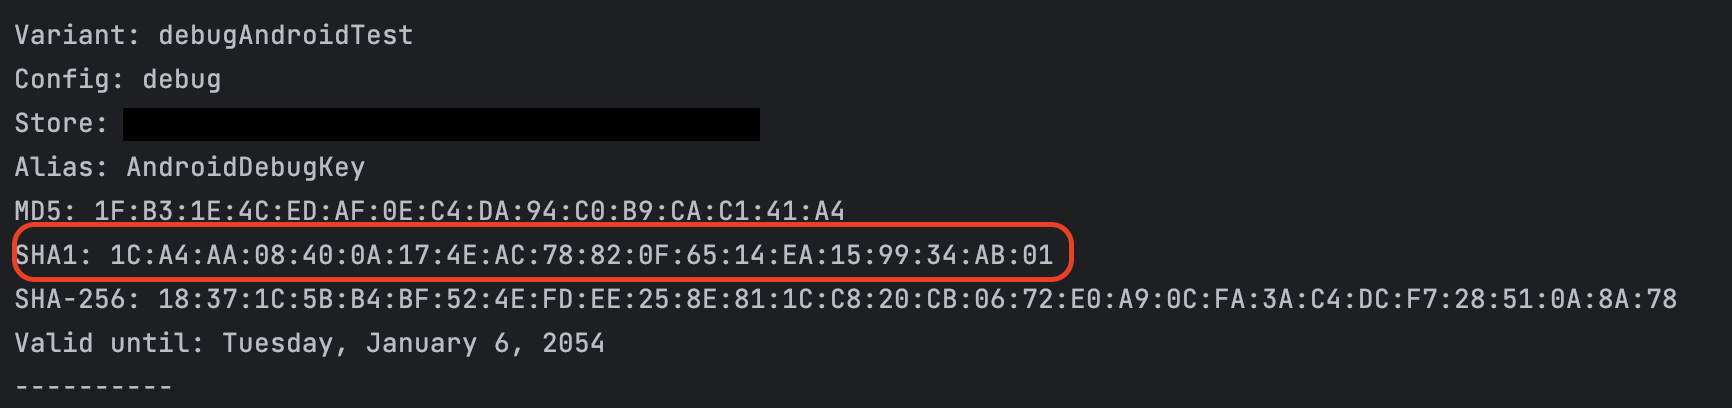 Variant: debugAndroidTest
Config: debug
Store:
Alias: AndroidDebugKey
MD5: 1F:B3:1E:4C:ED:AF:0E:C4:DA:94:C0:B9:CA:C1:41:A4
SHA1: 1C:A4:AA:08:40:0A:17:4E:AC:78:82:0F:65:14:EA:15:99:34:AB:01
SHA-256: 18:37:1C:5B:B4:BF:52:4E:FD:EE:25:8E:81:1C:C8:20:CB:06:72:E0:A9:0C:FA:3A:C4:DC:F7:28:51:0A:8A:78
Valid until: Tuesday, January 6, 2054
----------